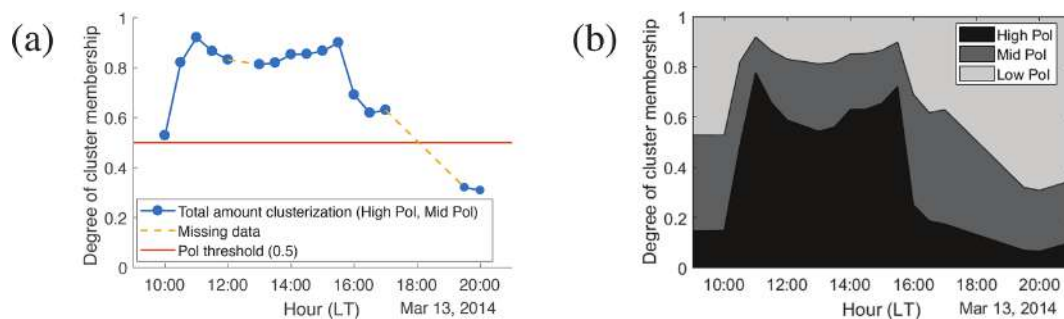 (a)
Degree of cluster membership
1
0.8
0.6
0.4
0.2
0
Total amount clusterization (High Pol, Mid Pol)
Missing data
Pol threshold (0.5)
10:00 12:00 14:00 16:00 18:00 20:00
Hour (LT) Mar 13, 2014
(b)
Degree of cluster membership
1
0.8
0.6
0.4
0.2
0
High Pol
Mid Pol
Low Pol
10:00 12:00 14:00 16:00 18:00 20:00
Hour (LT) Mar 13, 2014